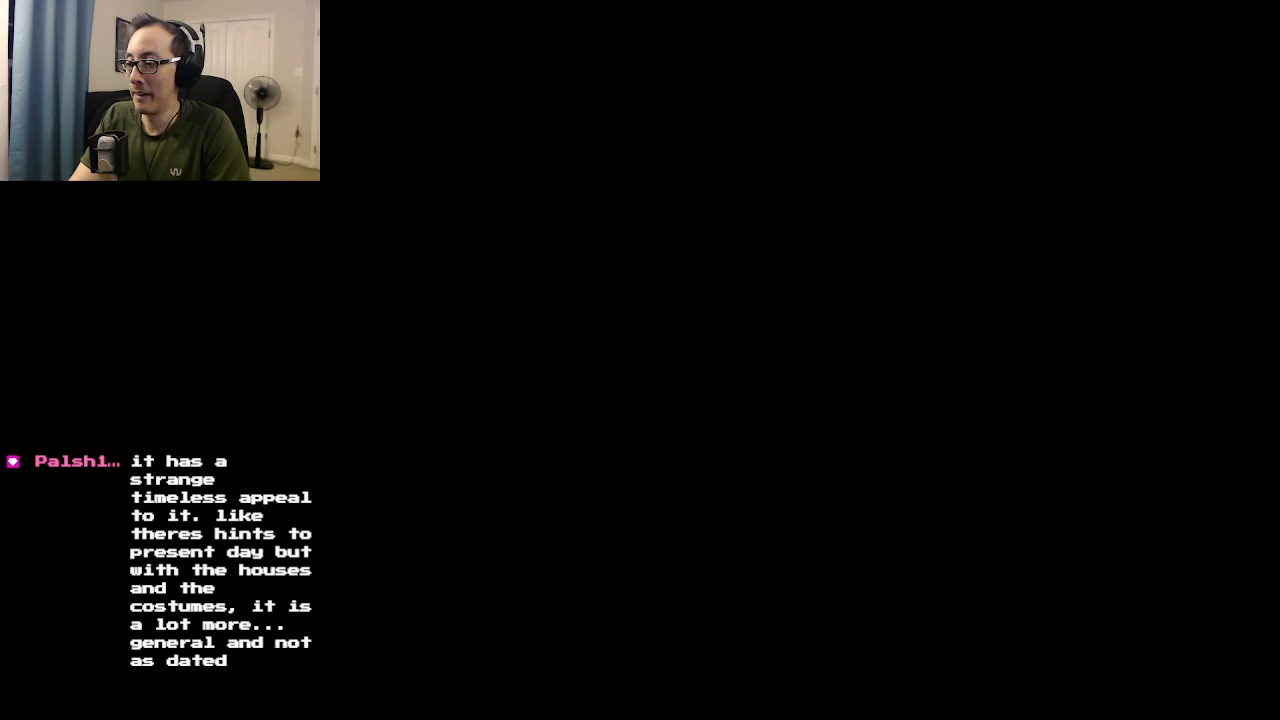 Palsh1... it has a
strange
timeless appeal
to it. like
theres hints to
present day but
with the houses
and the
costumes, it is
a lot more...
general and not
as dated